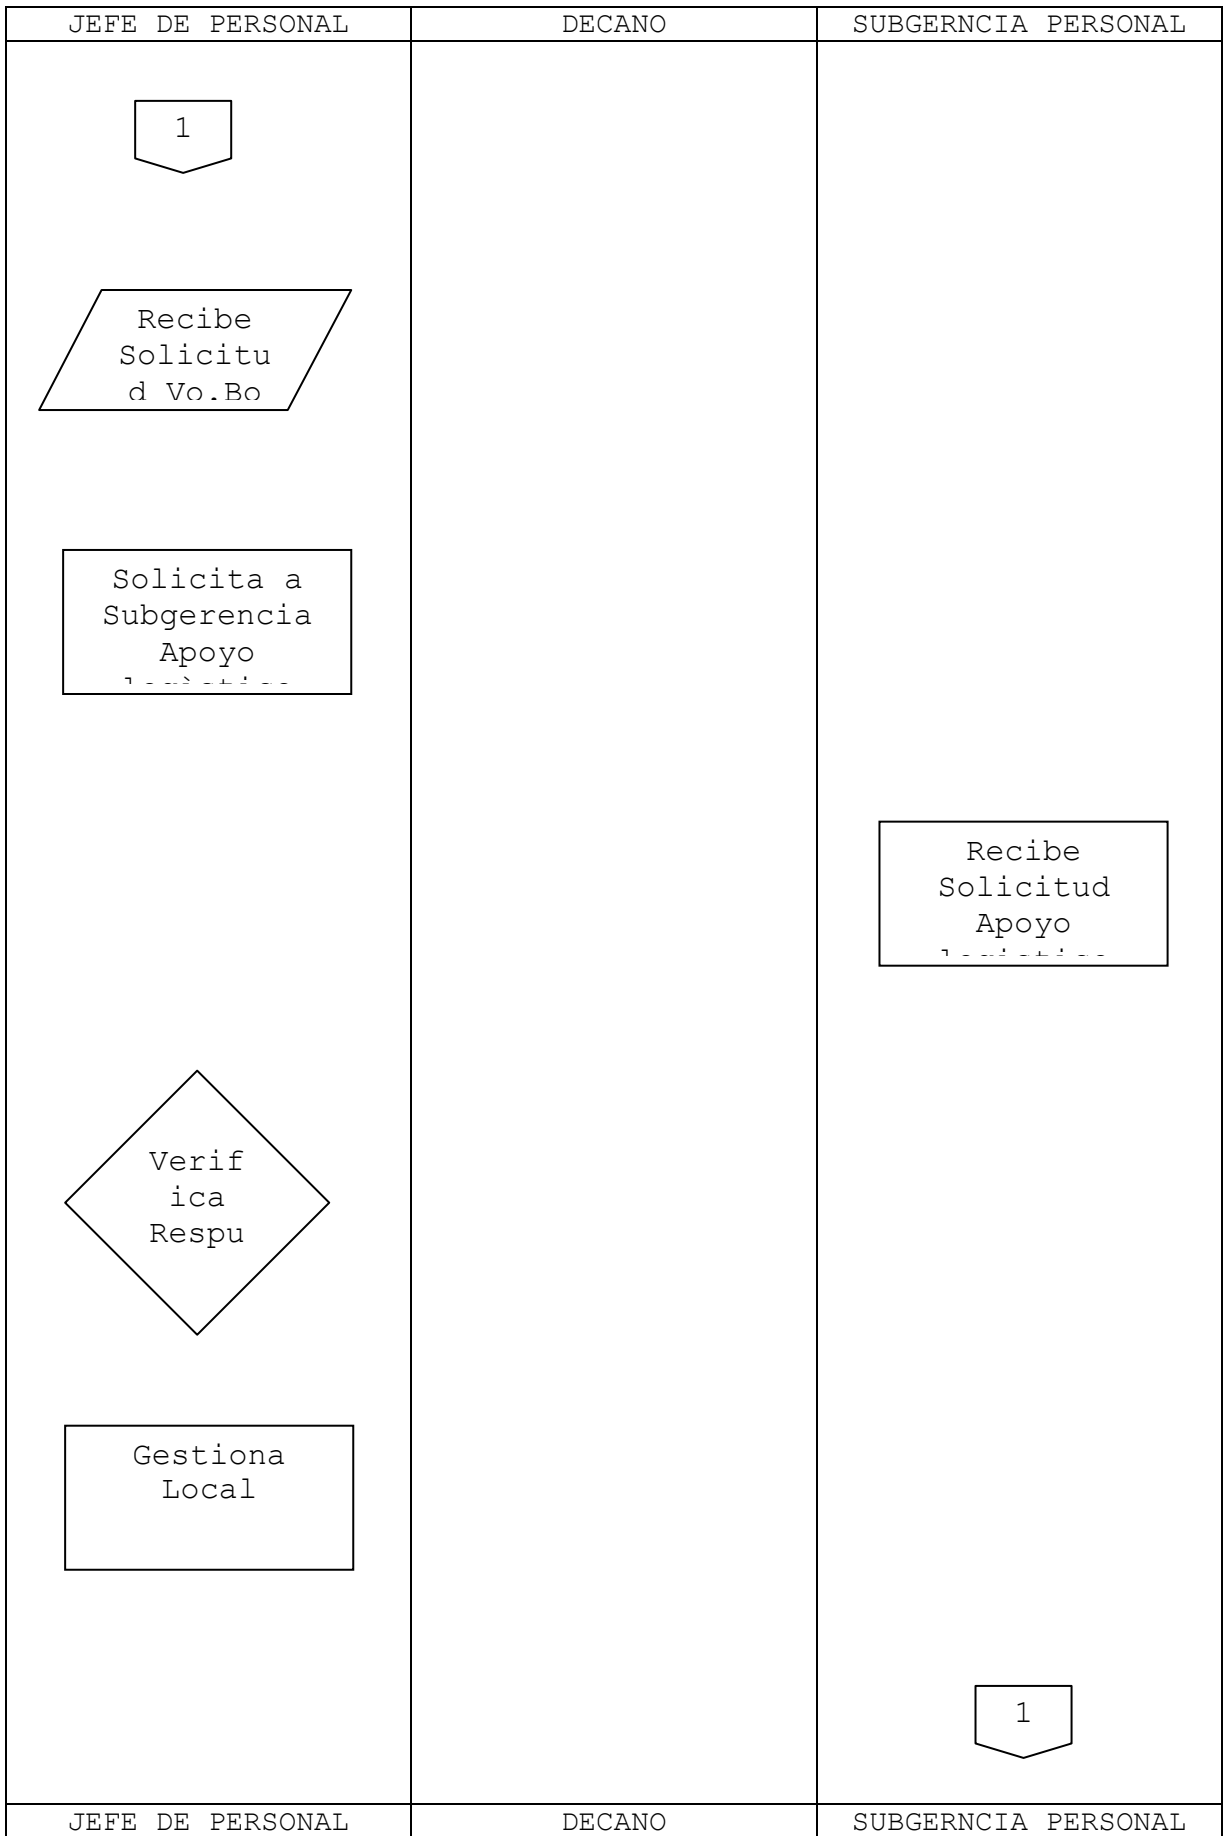 JEFE DE PERSONAL
DECANO
SUBGERNCIA PERSONAL
1
Recibe
Solicitu
d Vo.Bo
Solicita a
Subgerencia
Apoyo
Recibe
Solicitud
Apoyo
Verif
ica
Respu
Gestiona
Local
1
JEFE DE PERSONAL
DECANO
SUBGERNCIA PERSONAL